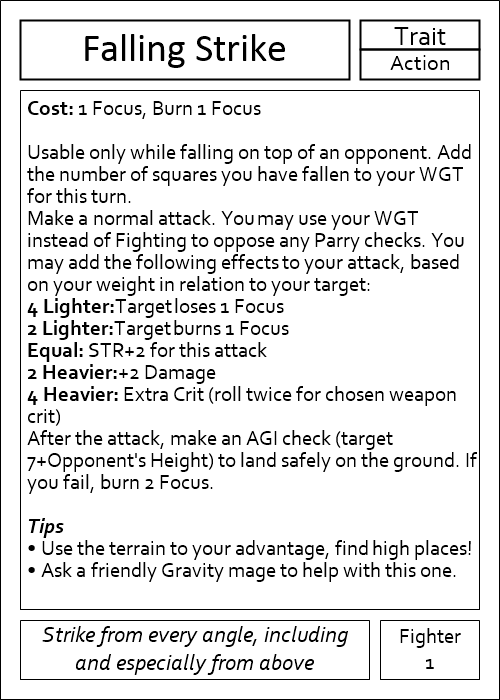 Falling Strike
Trait
Action
Cost: 1 Focus, Burn 1 Focus
Usable only while falling on top of an opponent. Add
the number of squares you have fallen to your WGT
for this turn.
Make a normal attack. You may use your WGT
instead of Fighting to oppose any Parry checks. You
may add the following effects to your attack, based
on your weight in relation to your target:
4 Lighter:Target loses 1 Focus
2 Lighter:Target burns 1 Focus
Equal: STR+2 for this attack
2 Heavier:+2 Damage
4 Heavier: Extra Crit (roll twice for chosen weapon
crit)
After the attack, make an AGI check (target
7+Opponent's Height) to land safely on the ground. If
you fail, burn 2 Focus.
Tips
• Use the terrain to your advantage, find high places!
• Ask a friendly Gravity mage to help with this one.
Strike from every angle, including
and especially from above
Fighter
1